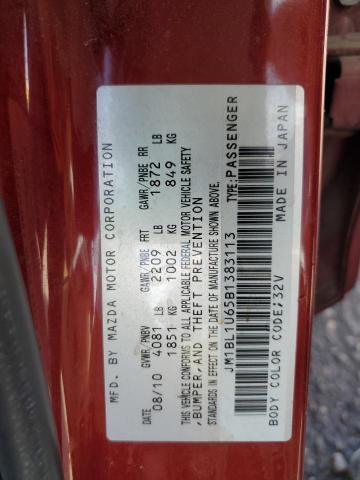 MFD. BY MAZDA MOTOR CORPORATION
DATE GVWR/PNBV GAWR/PNBE FRT GAWR/PNBE RR
08/10 4081 LB 2209 LB 1872 LB
1851 KG 1002 KG 849 KG
THIS VEHICLE CONFORMS TO ALL APPLICABLE FEDERAL MOTOR VEHICLE SAFETY
,BUMPER,AND THEFT PREVENTION
STANDARDS IN EFFECT ON THE DATE OF MANUFACTURE SHOWN ABOVE.
JM1BL1U65B1383113 TYPE:PASSENGER
BODY COLOR CODE;32V MADE IN JAPAN